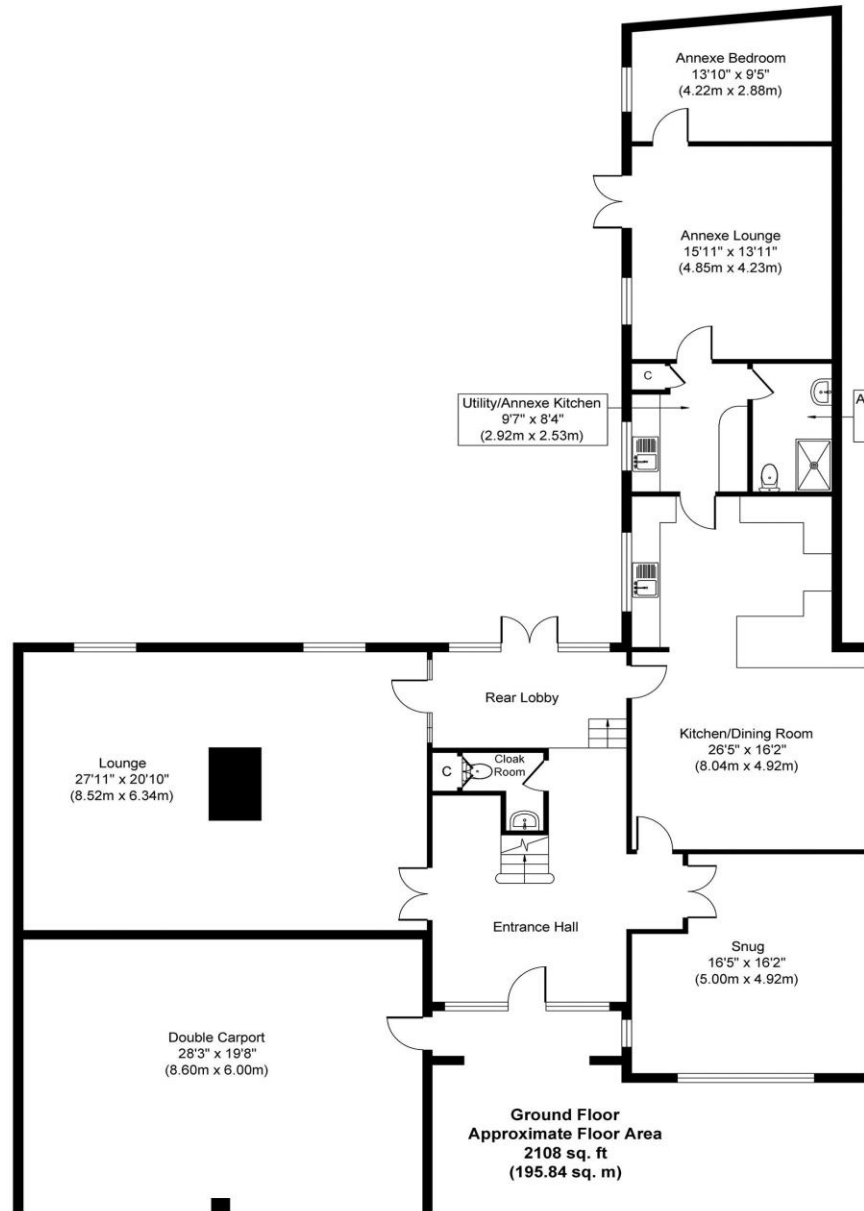 Annexe Bedroom
13'10" x 9'5"
(4.22m x 2.88m)
Annexe Lounge
15'11" x 13'11"
(4.85m x 4.23m)
C
Utility/Annexe Kitchen
9'7" x 8'4"
(2.92m x 2.53m)
A
Rear Lobby
Kitchen/Dining Room
26'5" x 16'2"
(8.04m x 4.92m)
Lounge
27'11" x 20'10"
(8.52m x 6.34m)
C
Cloak
Room
Entrance Hall
Snug
16'5" x 16'2"
(5.00m x 4.92m)
Double Carport
28'3" x 19'8"
(8.60m x 6.00m)
Ground Floor
Approximate Floor Area
2108 sq. ft
(195.84 sq. m)